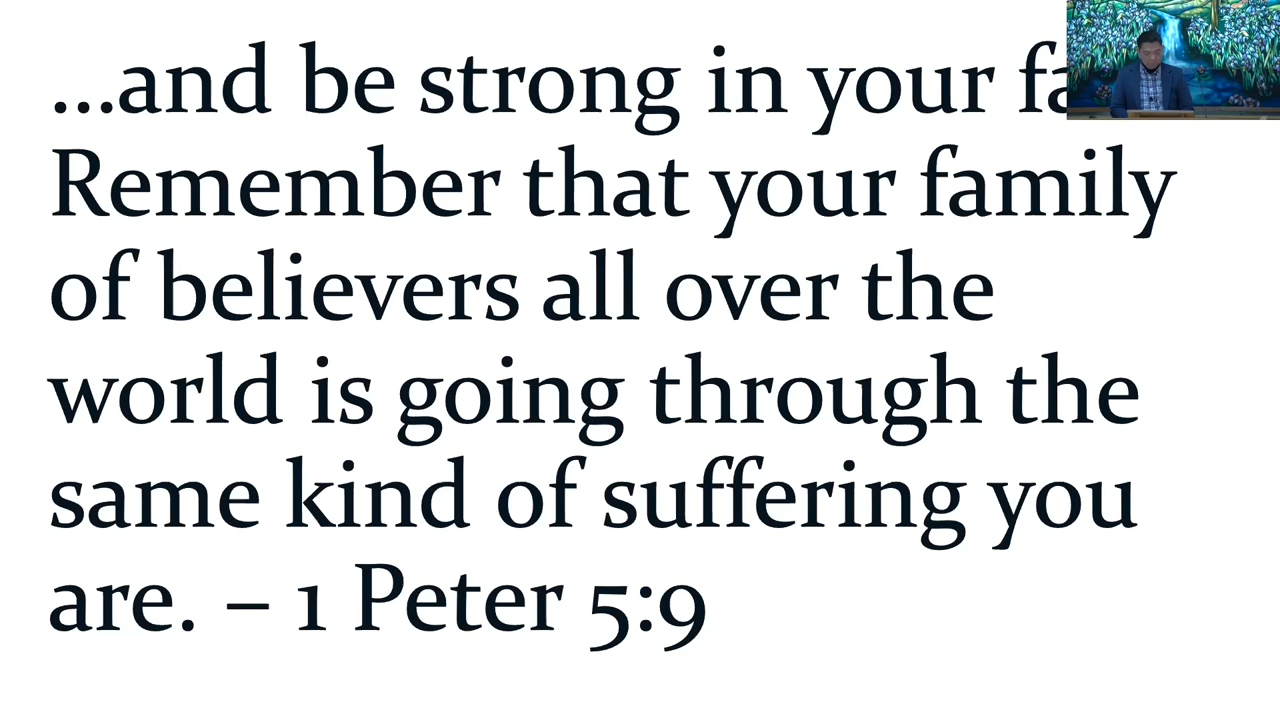 ...and be strong in your
Remember that your family
of believers all over the
world is going through the
same kind of suffering you
are. – 1 Peter 5:9